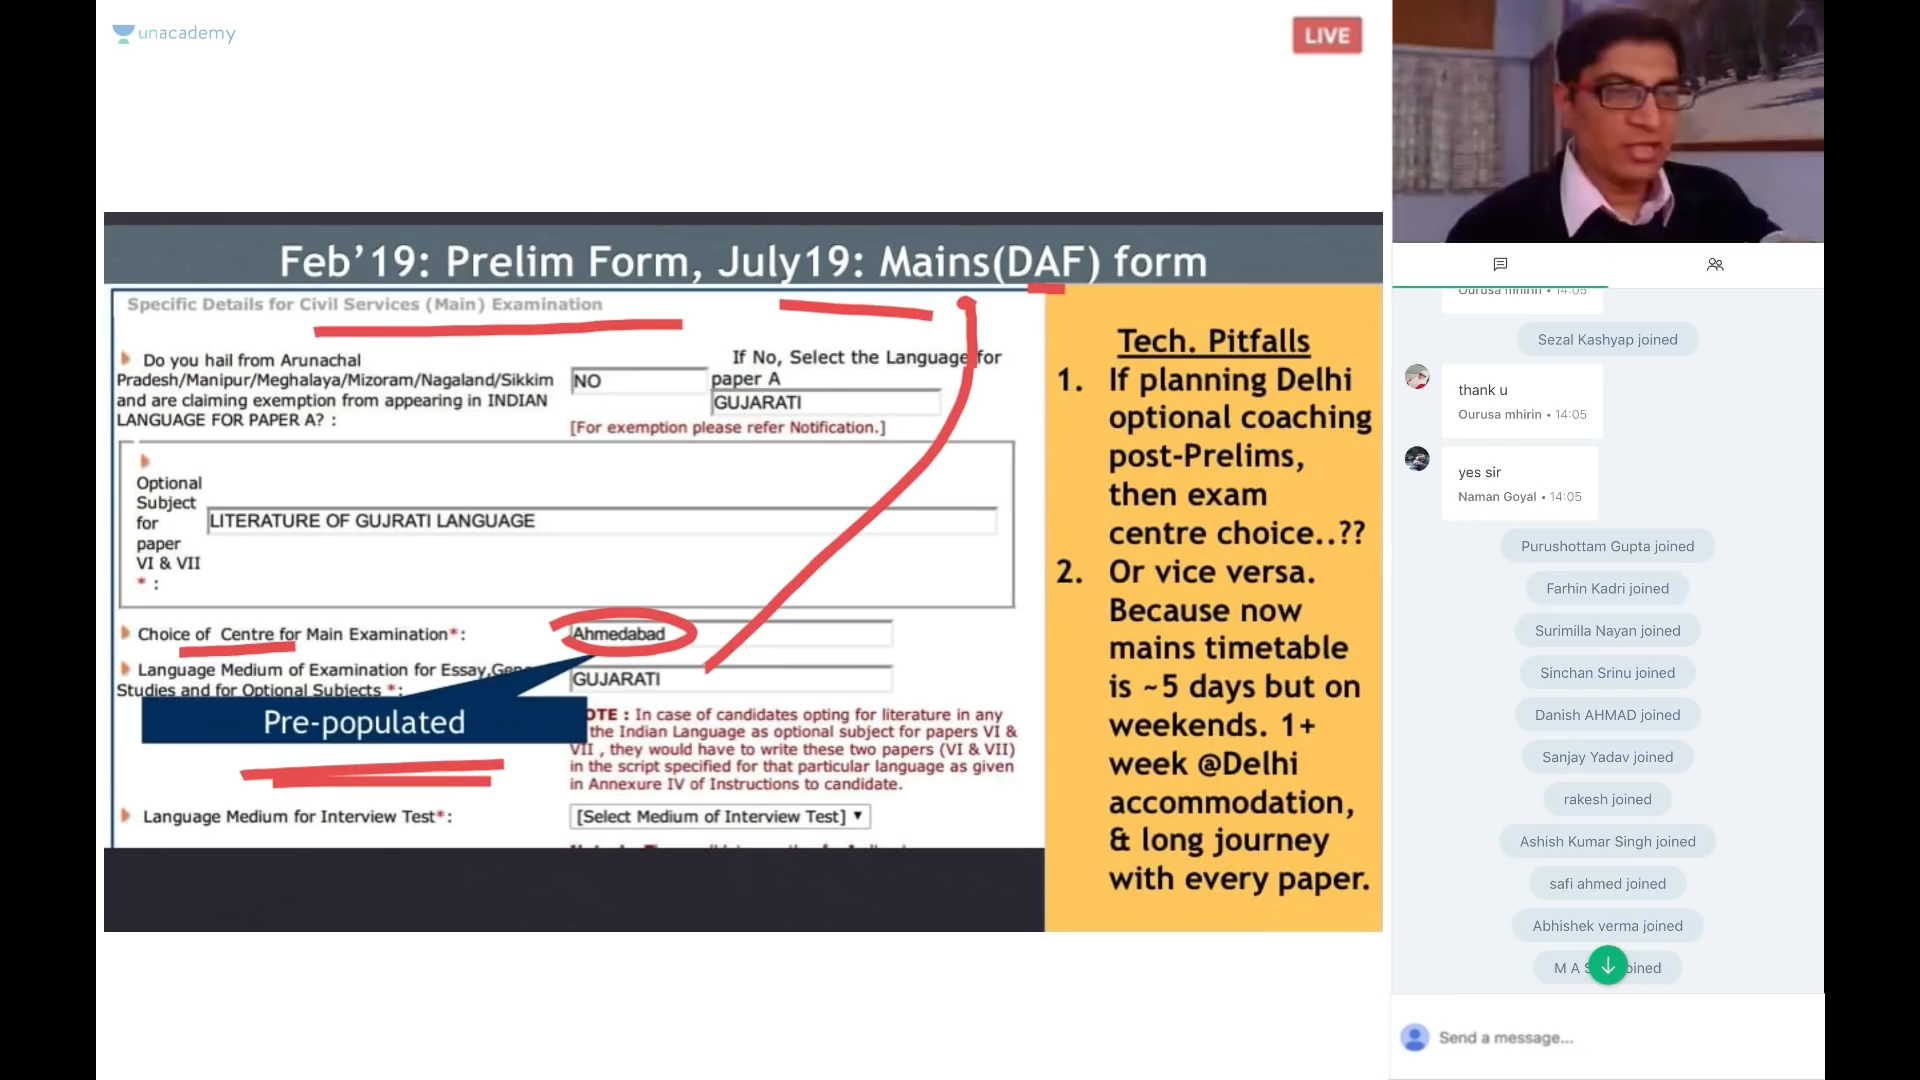 unacademy
LIVE
Feb’19: Prelim Form, July19: Mains(DAF) form
Specific Details for Civil Services (Main) Examination
Do you hail from Arunachal
Pradesh/Manipur/Meghalaya/Mizoram/Nagaland/Sikkim
and are claiming exemption from appearing in INDIAN
LANGUAGE FOR PAPER A? :
NO
If No, Select the Language for
paper A
GUJARATI
[For exemption please refer Notification.]
Optional
Subject
for
paper
VI & VII
* :
LITERATURE OF GUJRATI LANGUAGE
Choice of Centre for Main Examination*:
Ahmedabad
Language Medium of Examination for Essay,Gene
Studies and for Optional Subjects *:
GUJARATI
Pre-populated
OTE : In case of candidates opting for literature in any
the Indian Language as optional subject for papers VI &
VII , they would have to write these two papers (VI & VII)
in the script specified for that particular language as given
in Annexure IV of Instructions to candidate.
Language Medium for Interview Test*:
[Select Medium of Interview Test]
Tech. Pitfalls
1. If planning Delhi
optional coaching
post-Prelims,
then exam
centre choice..??
2. Or vice versa.
Because now
mains timetable
is ~5 days but on
weekends. 1+
week @Delhi
accommodation,
& long journey
with every paper.
Ourusa mhirin • 14:05
Sezal Kashyap joined
thank u
Ourusa mhirin • 14:05
yes sir
Naman Goyal • 14:05
Purushottam Gupta joined
Farhin Kadri joined
Surimilla Nayan joined
Sinchan Srinu joined
Danish AHMAD joined
Sanjay Yadav joined
rakesh joined
Ashish Kumar Singh joined
safi ahmed joined
Abhishek verma joined
M A
Send a message...